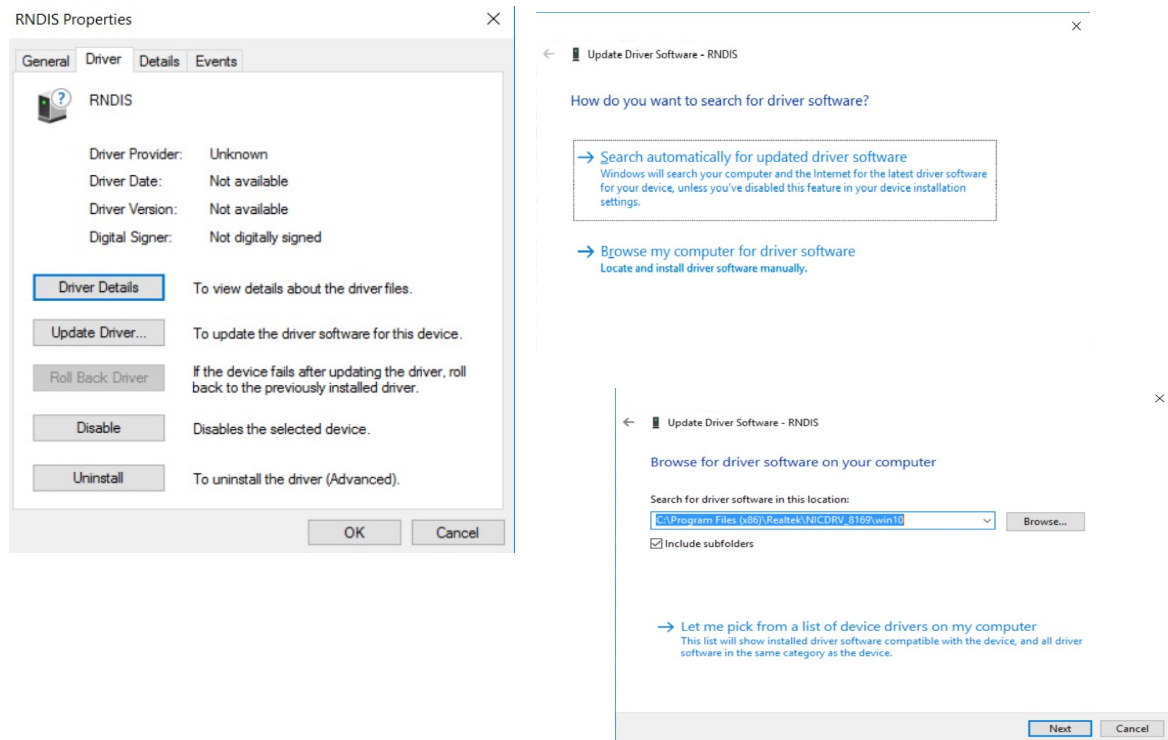 RNDIS Properties
General Driver Details Events
RNDIS
Driver Provider: Unknown
Driver Date: Not available
Driver Version: Not available
Digital Signer: Not digitally signed
Driver Details To view details about the driver files.
Update Driver... To update the driver software for this device.
Roll Back Driver If the device fails after updating the driver, roll
back to the previously installed driver.
Disable Disables the selected device.
Uninstall To uninstall the driver (Advanced).
OK Cancel
Update Driver Software - RNDIS
How do you want to search for driver software?
Search automatically for updated driver software
Windows will search your computer and the Internet for the latest driver software
for your device, unless you've disabled this feature in your device installation
settings.
Browse my computer for driver software
Locate and install driver software manually.
Update Driver Software - RNDIS
Browse for driver software on your computer
Search for driver software in this location:
C:\Program Files (x86)\Realtek\NICDRV_8169\win10 Browse...
Include subfolders
Let me pick from a list of device drivers on my computer
This list will show installed driver software compatible with the device, and all driver
software in the same category as the device.
Next Cancel